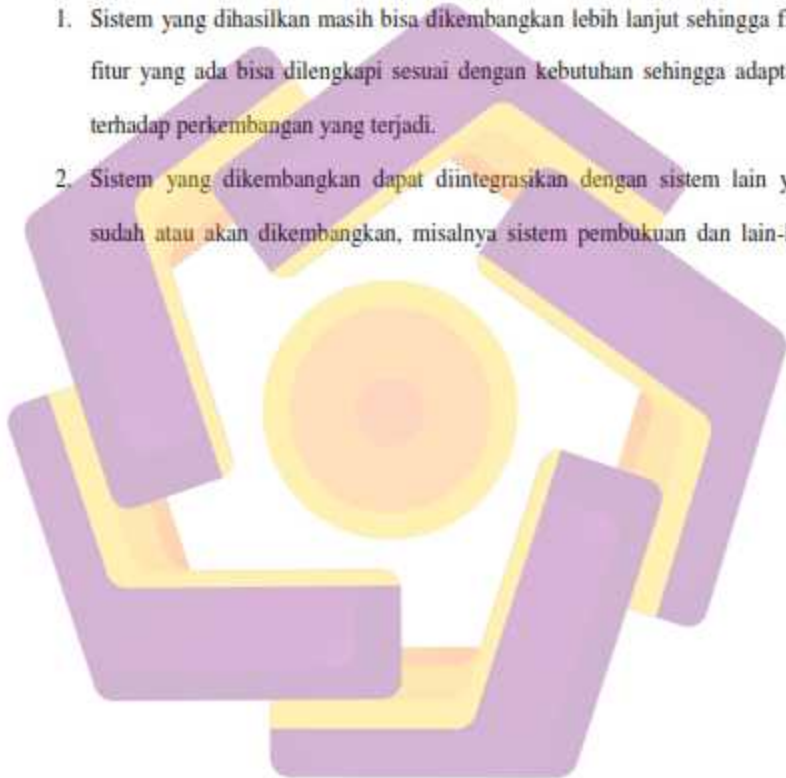 1. Sistem yang dihasilkan masih bisa dikembangkan lebih lanjut sehingga
fitur yang ada bisa dilengkapi sesuai dengan kebutuhan sehingga
terhadap perkembangan yang terjadi.
2. Sistem yang dikembangkan dapat diintegrasikan dengan sistem lain
sudah atau akan dikembangkan, misalnya sistem pembukuan dan